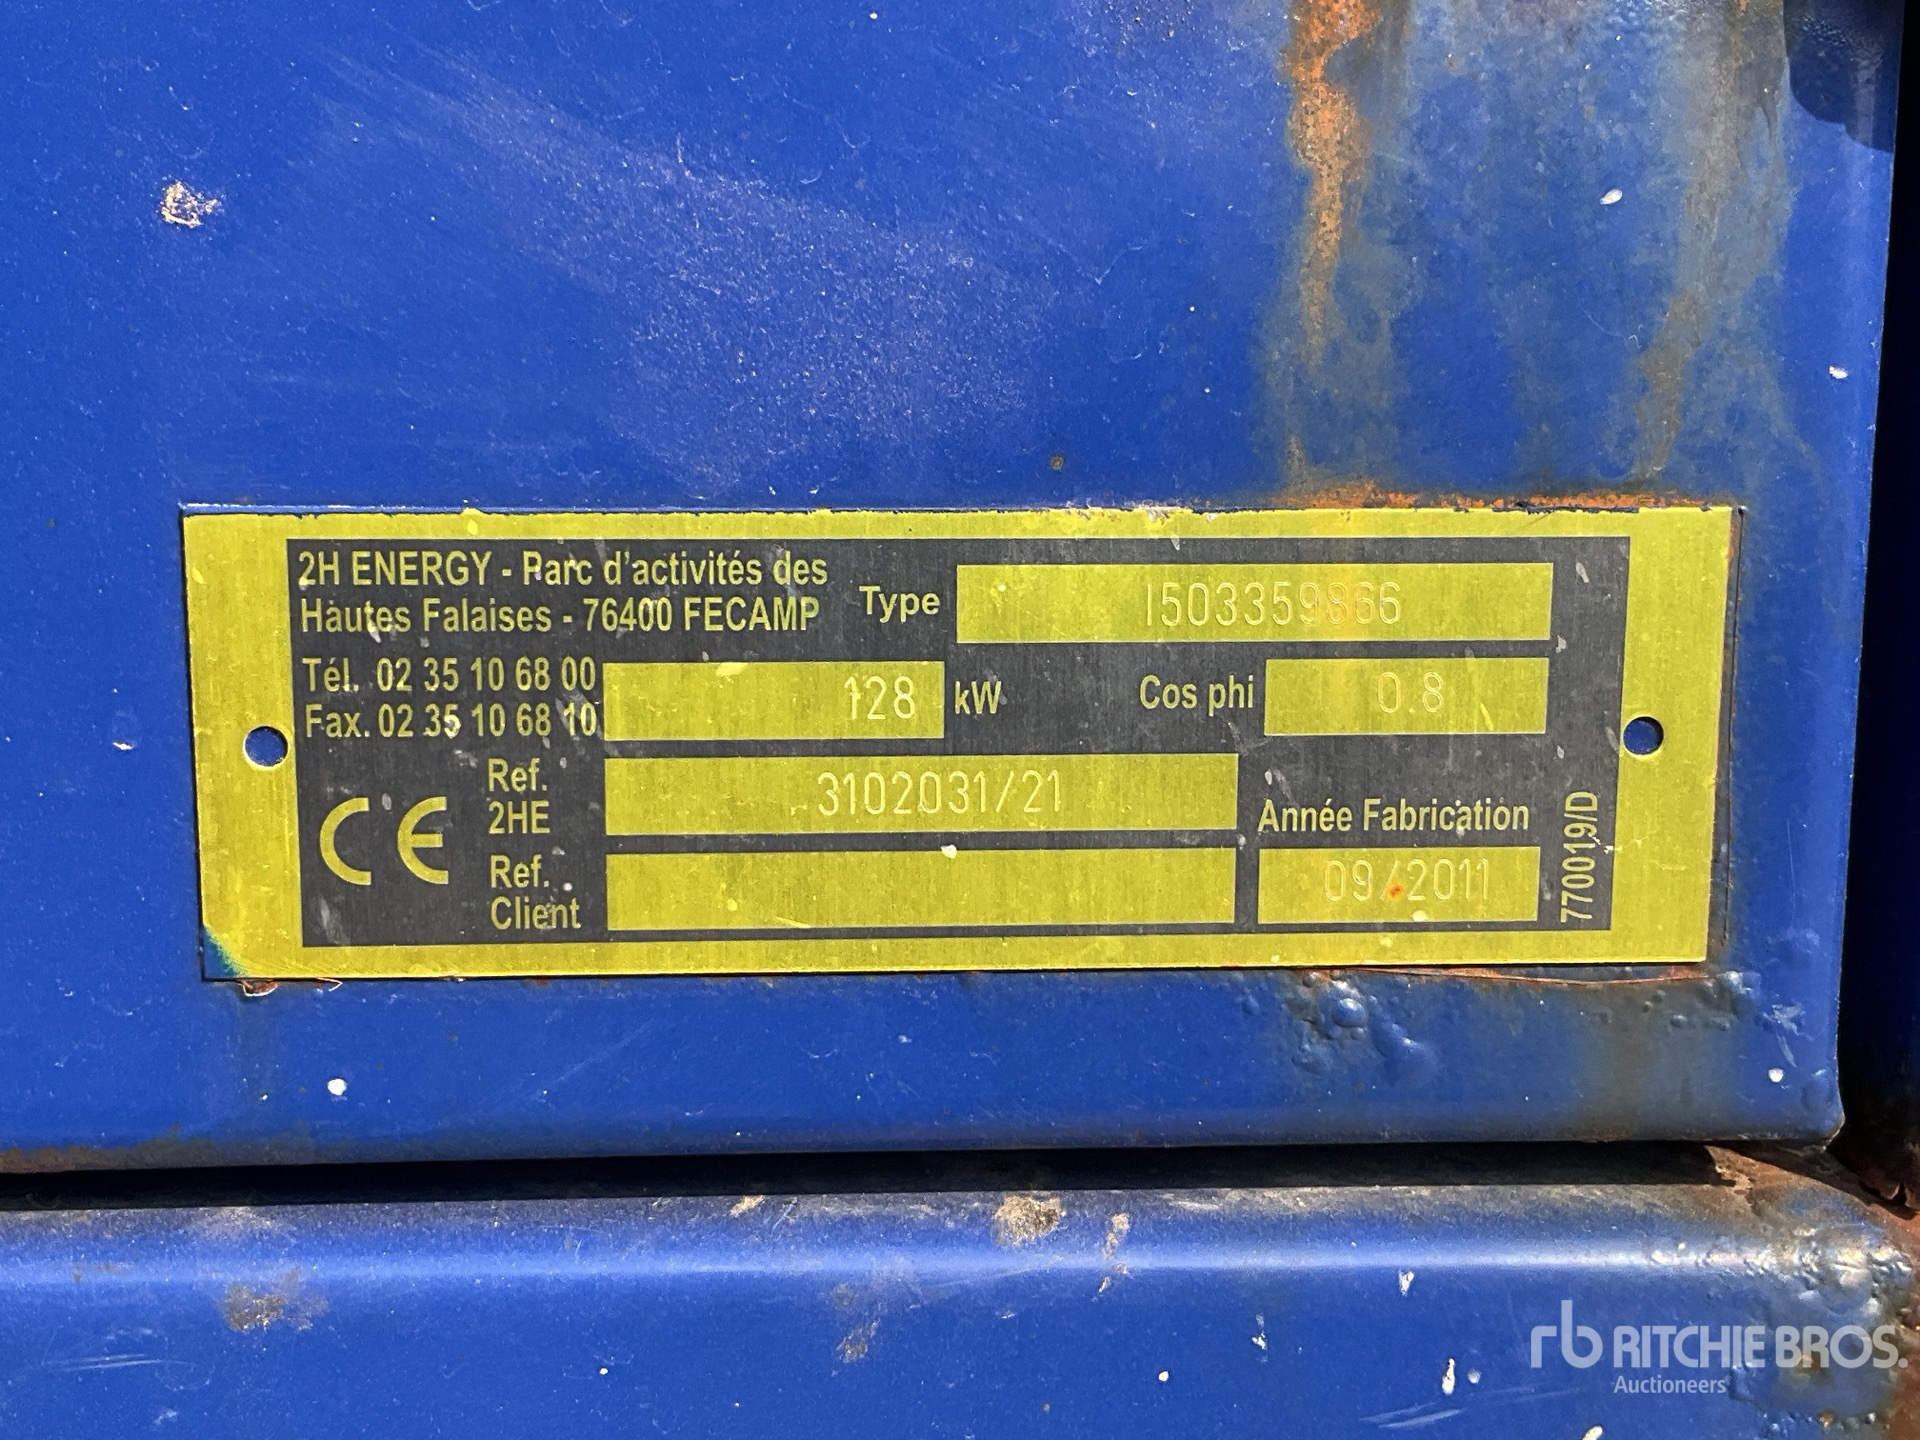 2H ENERGY - Parc d'activités des
Hautes Falaises - 76400 FECAMP
Type I503359866
Tél. 02 35 10 68 00
Fax. 02 35 10 68 10
128 kW
Cos phi 0.8
Ref.
2HE
3102031/21
Année Fabrication
09/2011
CE
Ref.
Client
770019/D
rb RITCHIE BROS.
Auctioneers